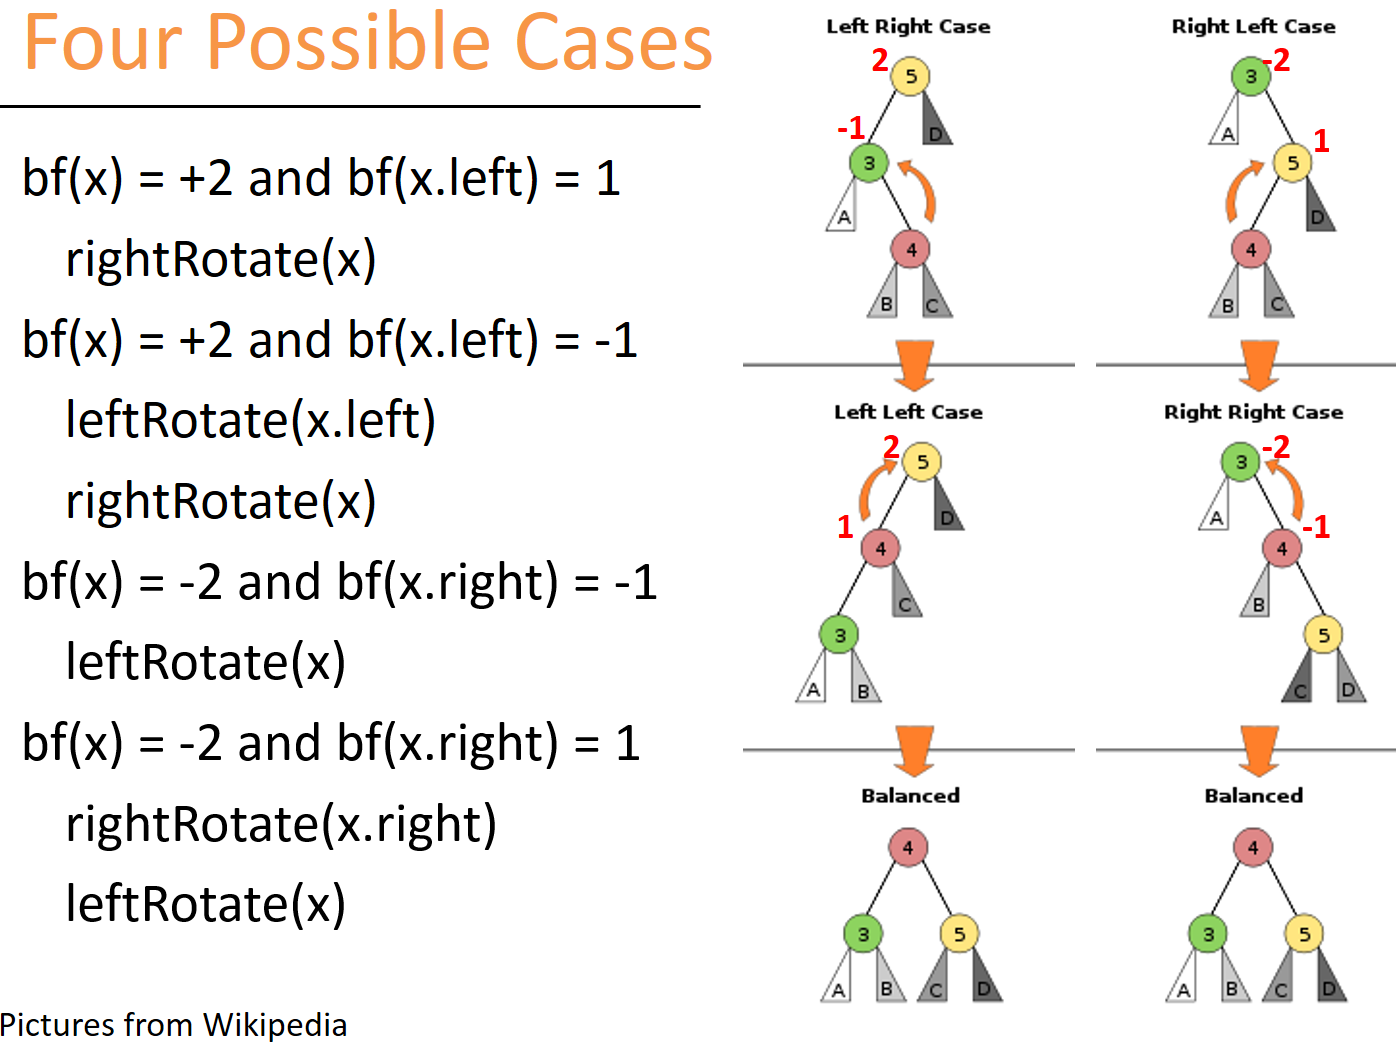 Four Possible Cases
bf(x) = +2 and bf(x.left) = 1
rightRotate(x)
bf(x) = +2 and bf(x.left) = -1
leftRotate(x.left)
rightRotate(x)
bf(x) = -2 and bf(x.right) = -1
leftRotate(x)
bf(x) = -2 and bf(x.right) = 1
rightRotate(x.right)
leftRotate(x)
Pictures from Wikipedia
Left Right Case
2
5
D
-1
3
A
4
B C
Left Left Case
2
5
D
1
4
C
3
A B
Balanced
4
3 5
A B C D
Right Left Case
-2
3
A
1
5
D
4
B C
Right Right Case
-2
3
A
-1
4
B
5
C D
Balanced
4
3 5
A B C D